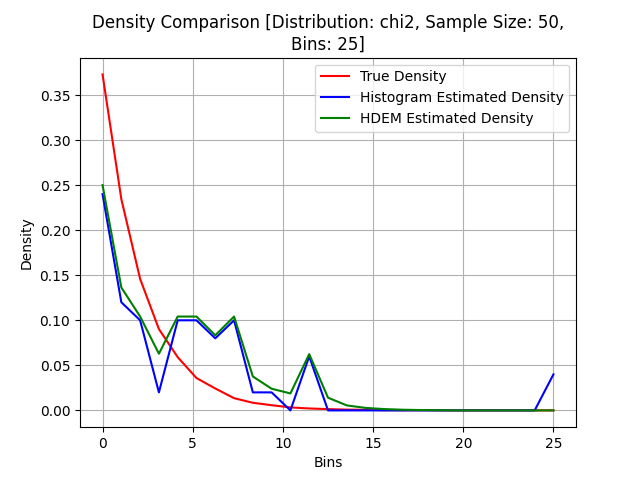 Density Comparison [Distribution: chi2, Sample Size: 50,
Bins: 25]
True Density
Histogram Estimated Density
HDEM Estimated Density
Density
0.35
0.30
0.25
0.20
0.15
0.10
0.05
0.00
0
5
10
15
20
25
Bins